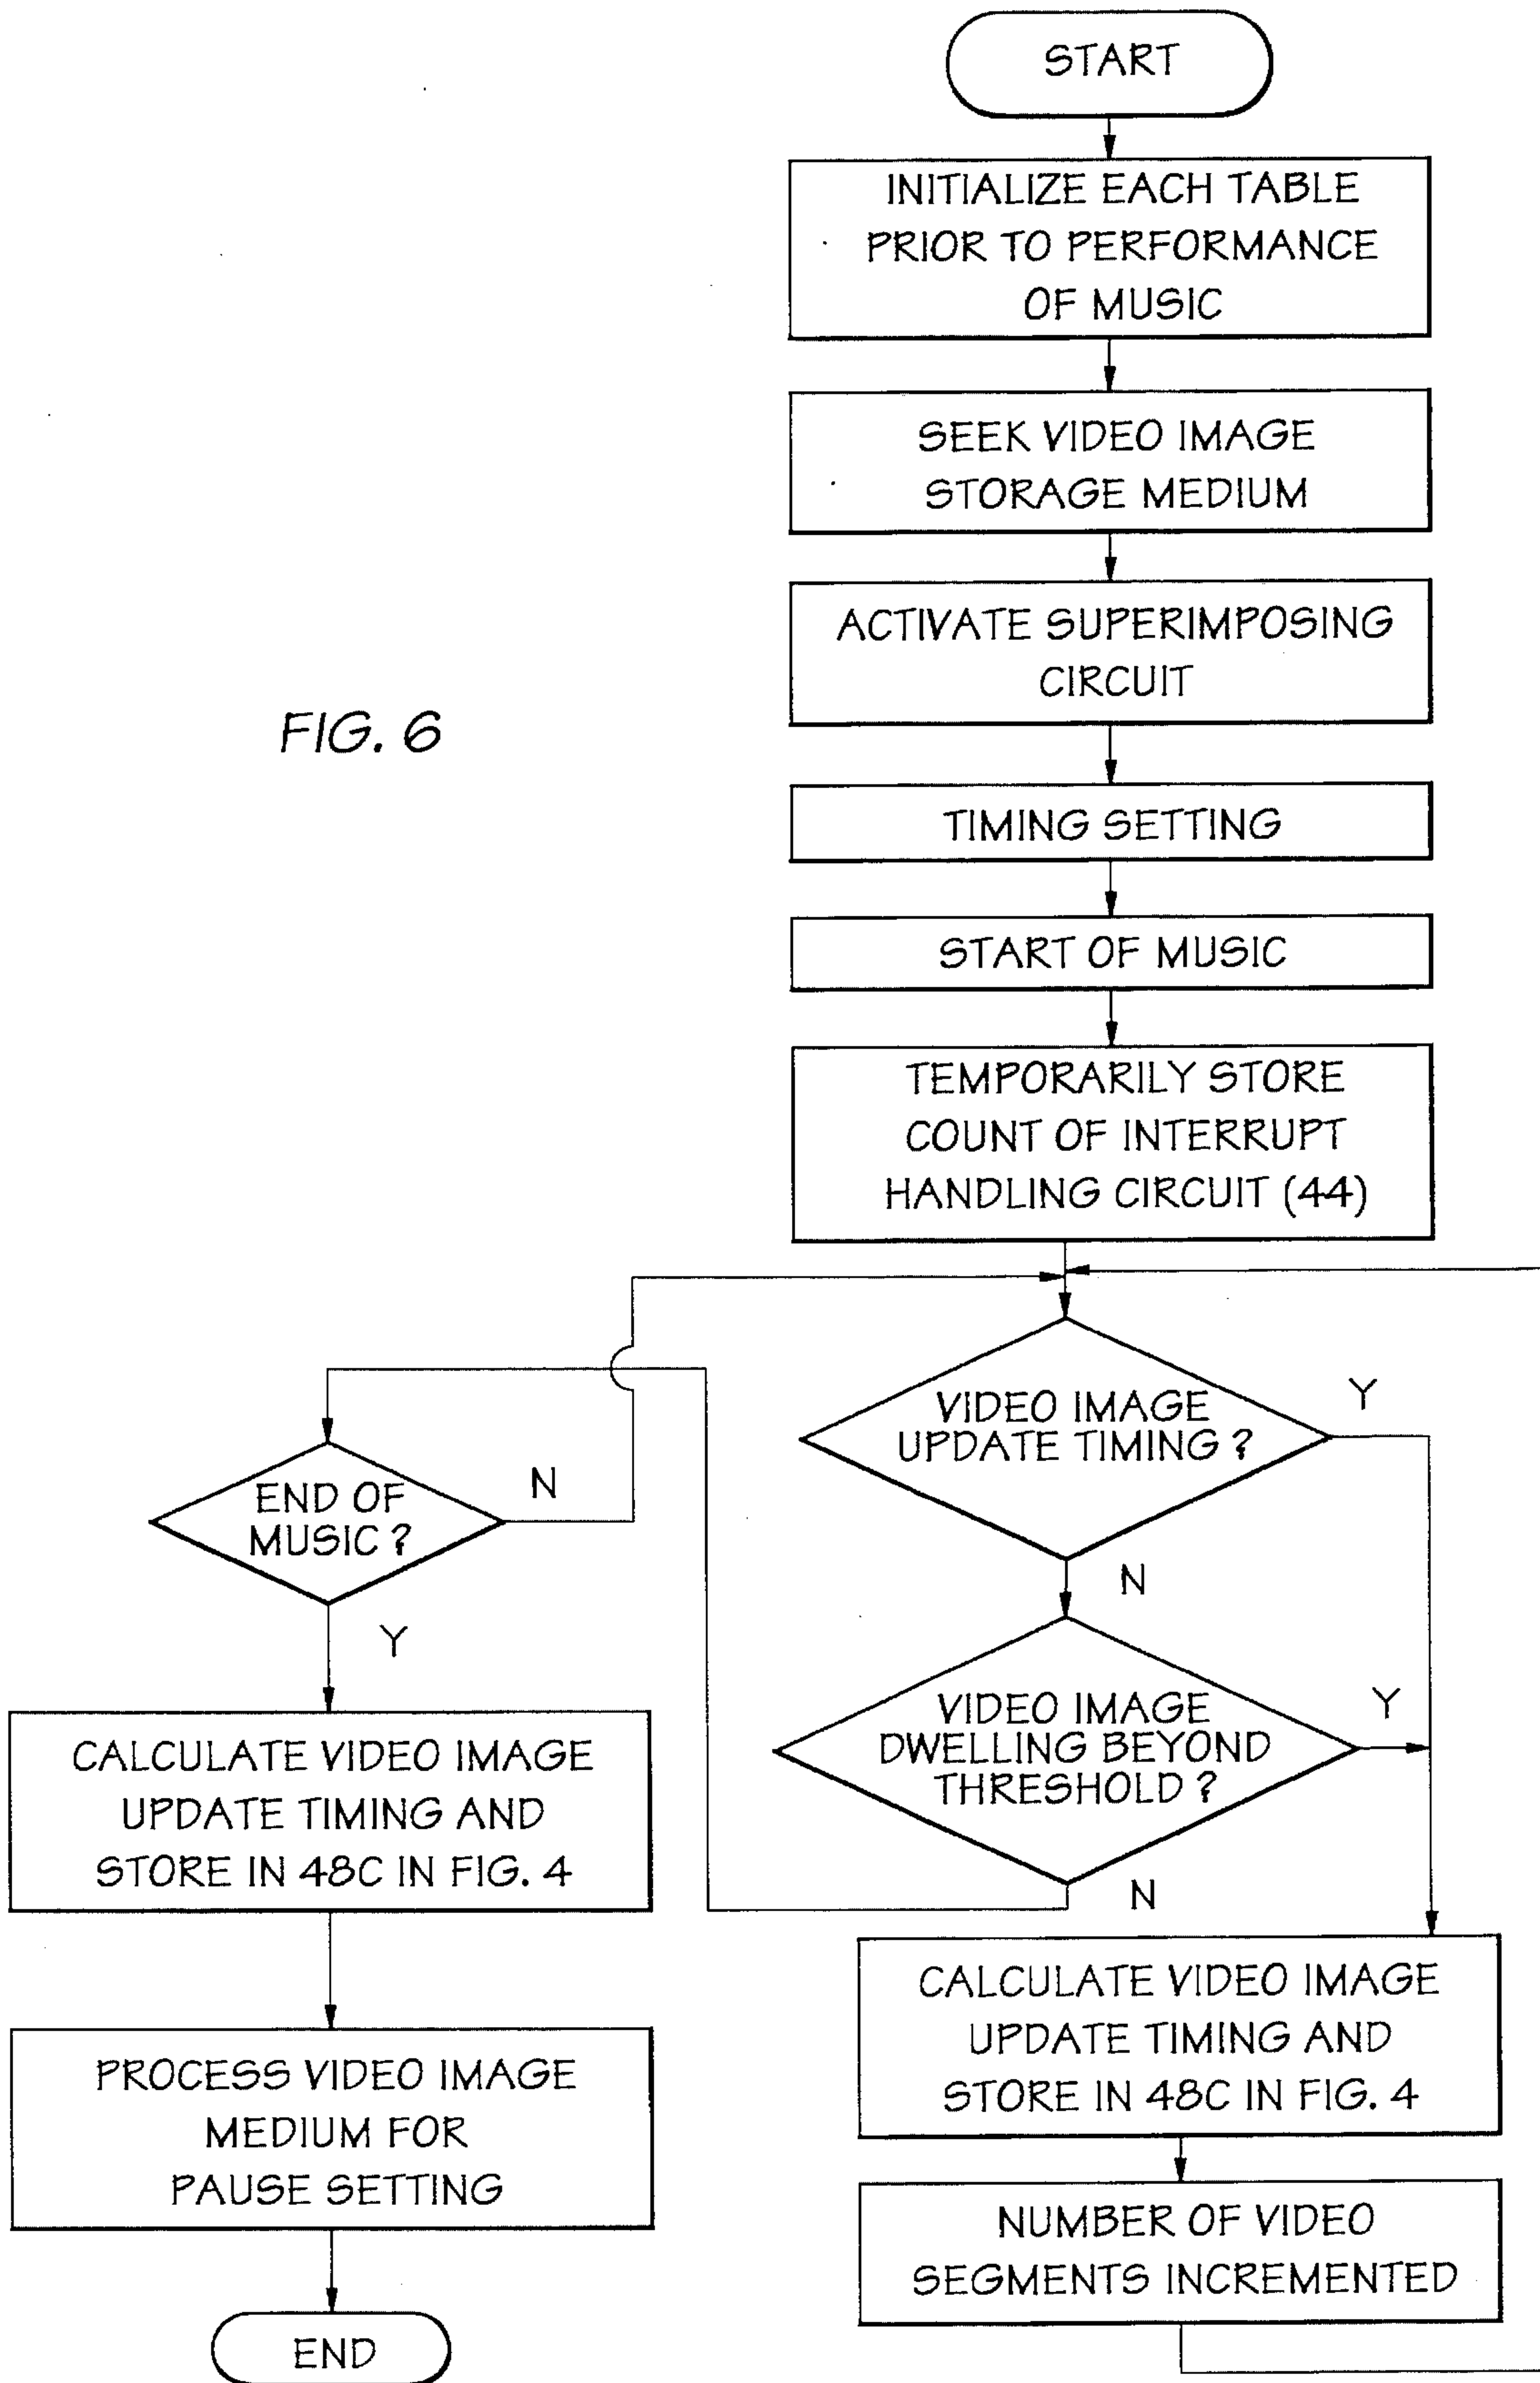 START
INITIALIZE EACH TABLE
PRIOR TO PERFORMANCE
OF MUSIC
SEEK VIDEO IMAGE
STORAGE MEDIUM
ACTIVATE SUPERIMPOSING
CIRCUIT
FIG. 6
TIMING SETTING
START OF MUSIC
TEMPORARILY STORE
COUNT OF INTERRUPT
HANDLING CIRCUIT (44)
VIDEO IMAGE
UPDATE TIMING ?
Y
N
END OF
MUSIC ?
N
Y
VIDEO IMAGE
DWELLING BEYOND
THRESHOLD ?
Y
N
CALCULATE VIDEO IMAGE
UPDATE TIMING AND
STORE IN 48C IN FIG. 4
PROCESS VIDEO IMAGE
MEDIUM FOR
PAUSE SETTING
END
CALCULATE VIDEO IMAGE
UPDATE TIMING AND
STORE IN 48C IN FIG. 4
NUMBER OF VIDEO
SEGMENTS INCREMENTED